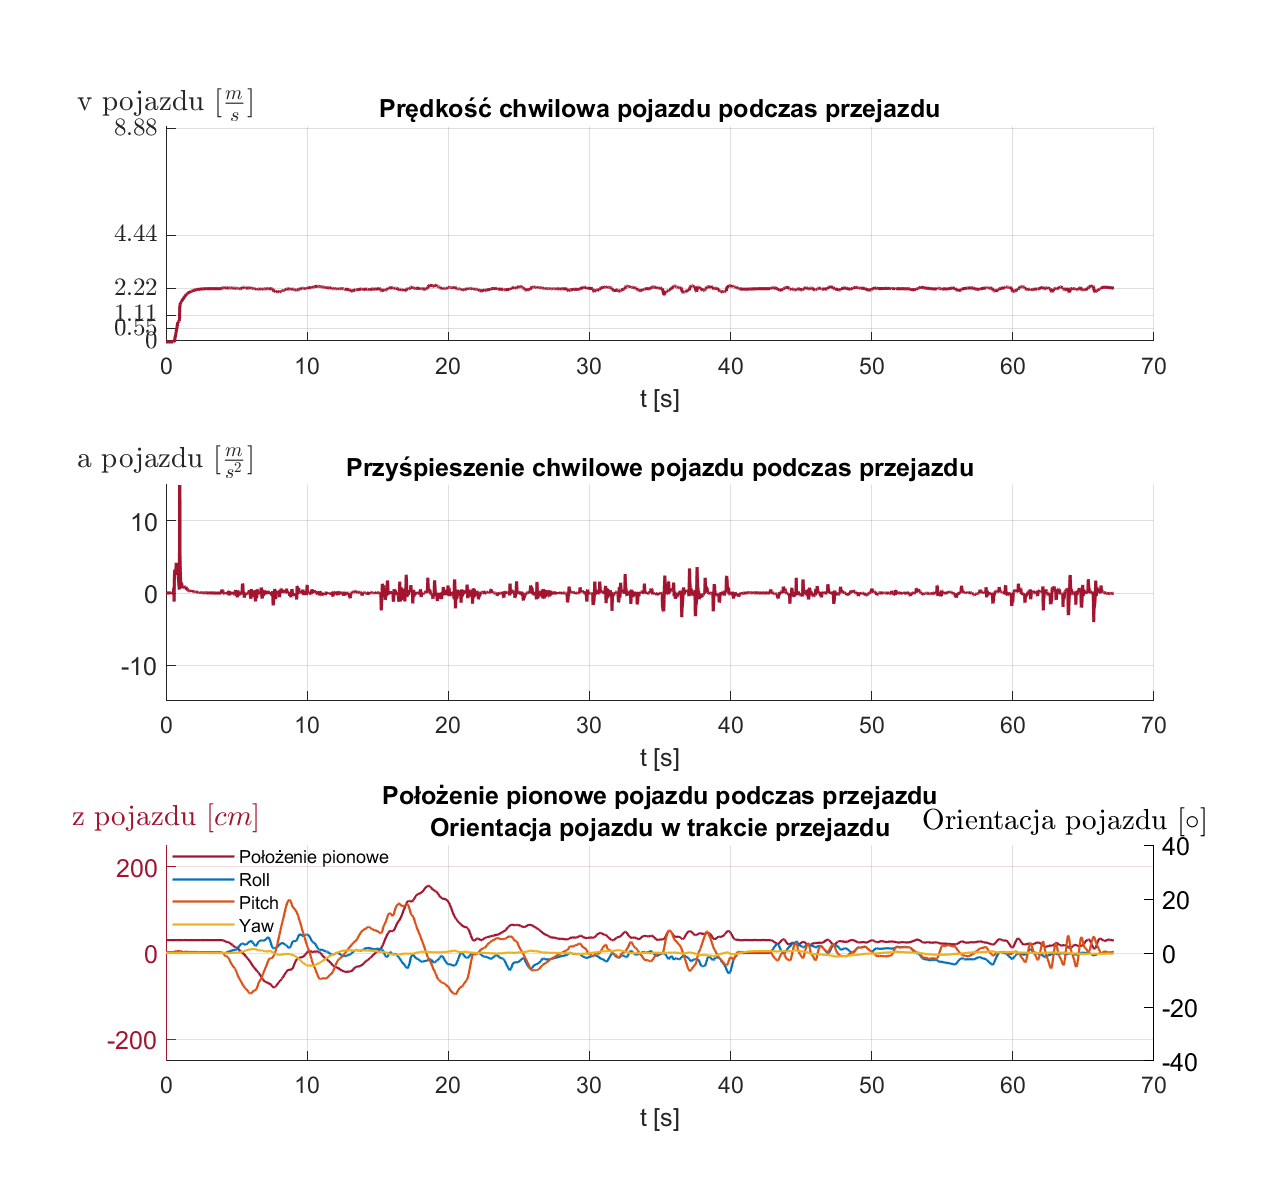 v pojazdu [m/s]
Prędkość chwilowa pojazdu podczas przejazdu
8.88
4.44
2.22
1.11
0.55
0
0 10 20 30 40 50 60 70
t [s]
a pojazdu [m/s²]
Przyśpieszenie chwilowe pojazdu podczas przejazdu
10
0
-10
0 10 20 30 40 50 60 70
t [s]
Położenie pionowe pojazdu podczas przejazdu
z pojazdu [cm]
Orientacja pojazdu w trakcie przejazdu
Orientacja pojazdu [○]
200
0
-200
Położenie pionowe
Roll
Pitch
Yaw
40
20
0
-20
-40
0 10 20 30 40 50 60 70
t [s]